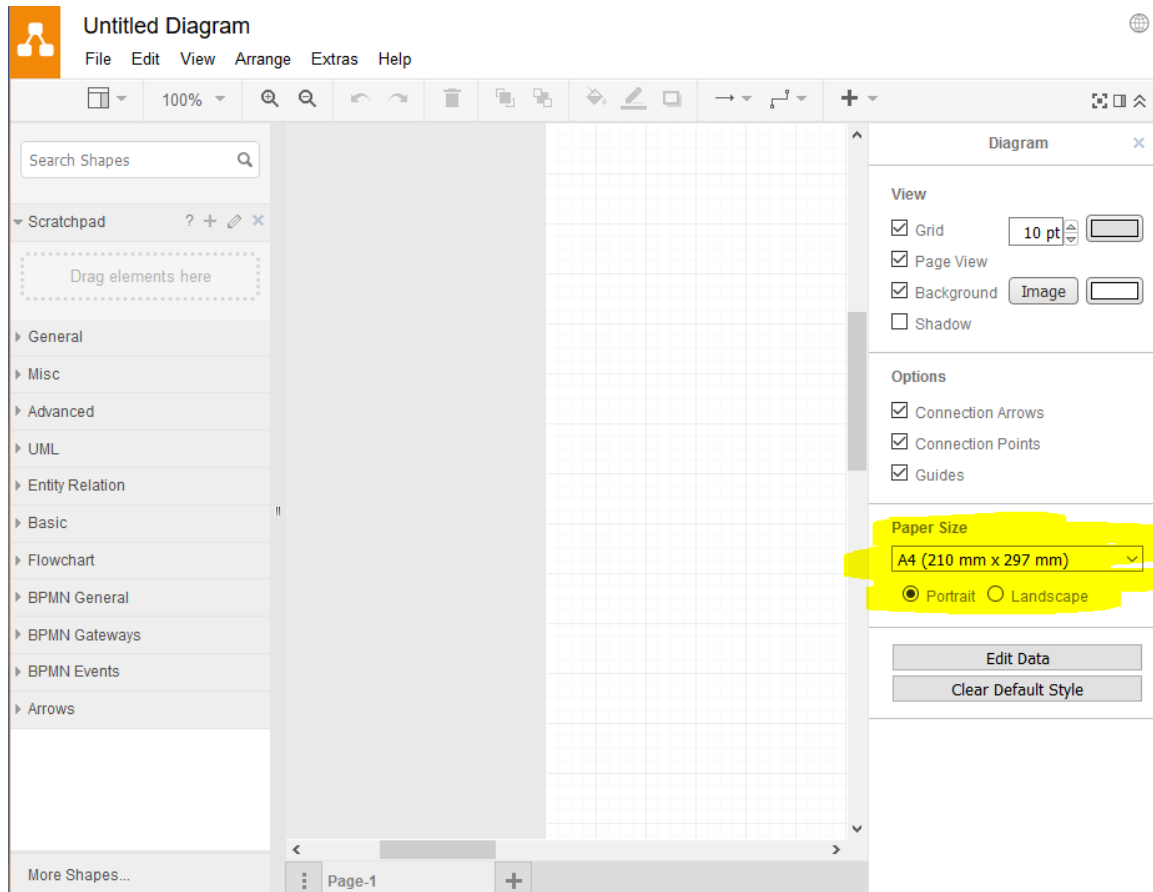 Untitled Diagram
File Edit View Arrange Extras Help
100%
Search Shapes
Scratchpad ?
Drag elements here
General
Misc
Advanced
UML
Entity Relation
Basic
Flowchart
BPMN General
BPMN Gateways
BPMN Events
Arrows
More Shapes...
Page-1
Diagram
View
Grid 10 pt
Page View
Background Image
Shadow
Options
Connection Arrows
Connection Points
Guides
Paper Size
A4 (210 mm x 297 mm)
Portrait Landscape
Edit Data
Clear Default Style